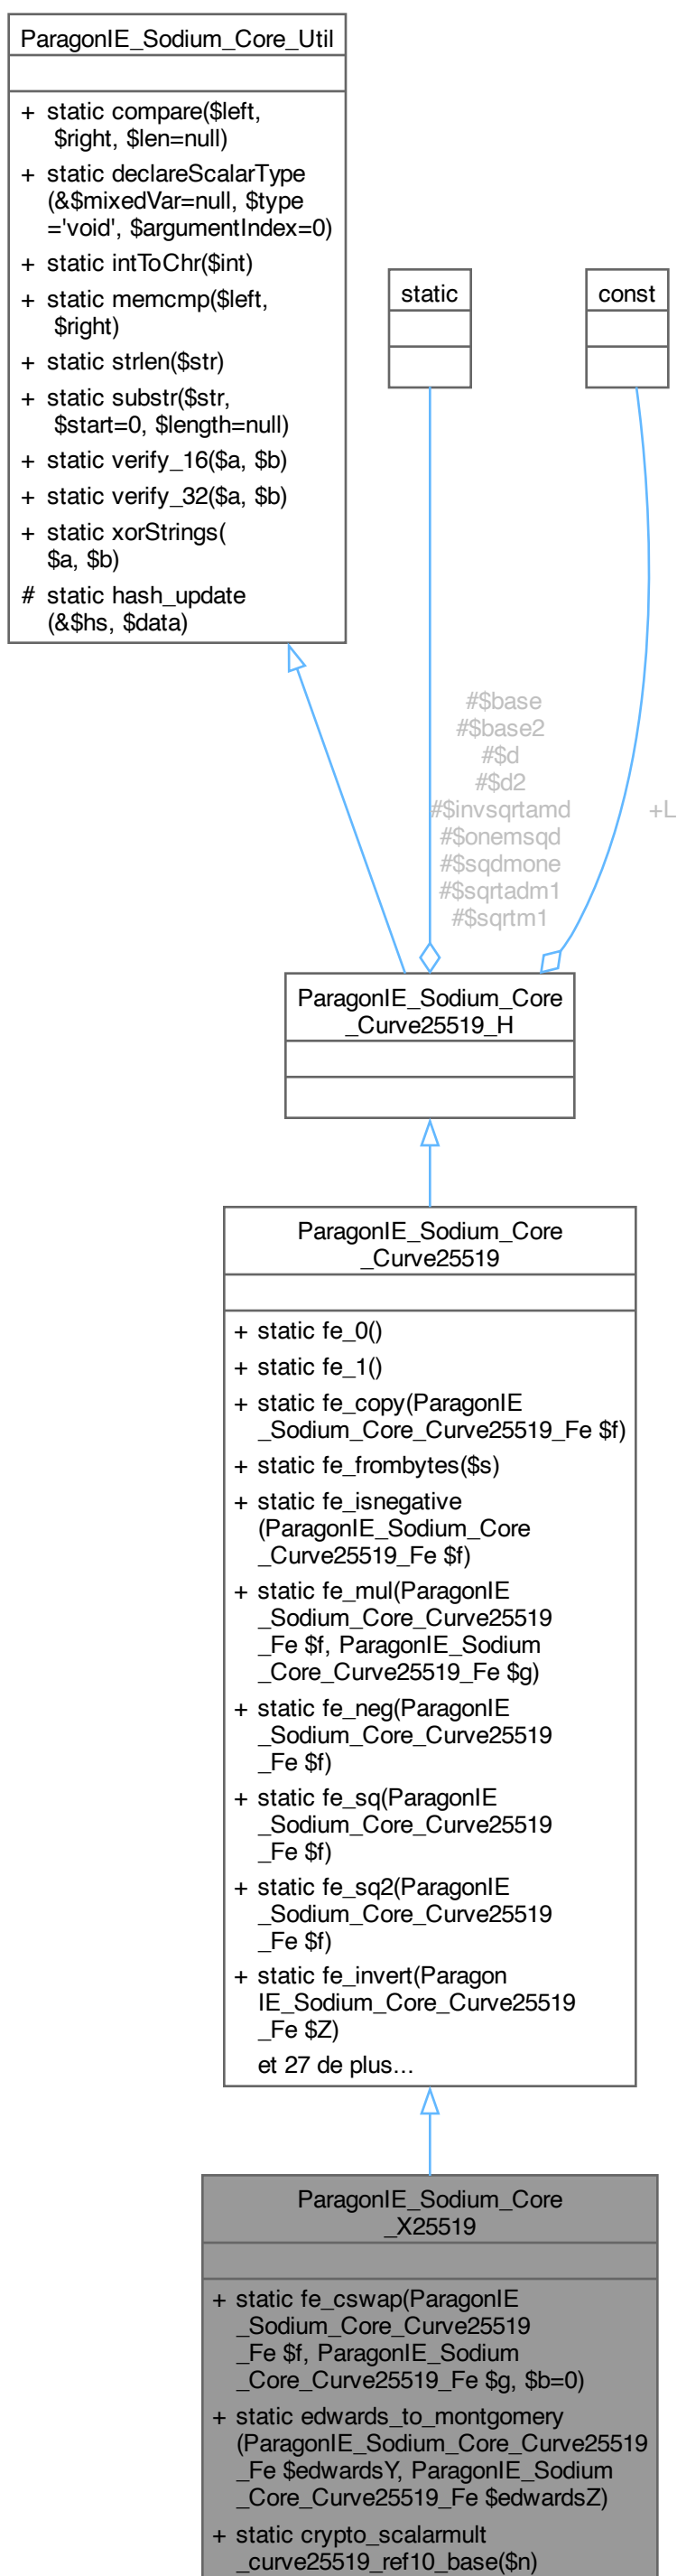 ParagonIE_Sodium_Core_Util
+ static compare($left,
$right, $len=null)
+ static declareScalarType
(&$mixedVar=null, $type
='void', $argumentIndex=0)
+ static intToChr($int)
+ static memcmp($left,
$right)
+ static strlen($str)
+ static substr($str,
$start=0, $length=null)
+ static verify_16($a, $b)
+ static verify_32($a, $b)
+ static xorStrings(
$a, $b)
# static hash_update
(&$hs, $data)
static
const
#$base
#$base2
#$d
#$d2
#$invsqrtamd
#$onemsqd
#$sqdmone
#$sqrtadm1
#$sqrtm1
+L
ParagonIE_Sodium_Core
_Curve25519_H
ParagonIE_Sodium_Core
_Curve25519
+ static fe_0()
+ static fe_1()
+ static fe_copy(ParagonIE
_Sodium_Core_Curve25519_Fe $f)
+ static fe_frombytes($s)
+ static fe_isnegative
(ParagonIE_Sodium_Core
_Curve25519_Fe $f)
+ static fe_mul(ParagonIE
_Sodium_Core_Curve25519
_Fe $f, ParagonIE_Sodium
_Core_Curve25519_Fe $g)
+ static fe_neg(ParagonIE
_Sodium_Core_Curve25519
_Fe $f)
+ static fe_sq(ParagonIE
_Sodium_Core_Curve25519
_Fe $f)
+ static fe_sq2(ParagonIE
_Sodium_Core_Curve25519
_Fe $f)
+ static fe_invert(Paragon
IE_Sodium_Core_Curve25519
_Fe $Z)
et 27 de plus...
ParagonIE_Sodium_Core
_X25519
+ static fe_cswap(ParagonIE
_Sodium_Core_Curve25519
_Fe $f, ParagonIE_Sodium
_Core_Curve25519_Fe $g, $b=0)
+ static edwards_to_montgomery
(ParagonIE_Sodium_Core_Curve25519
_Fe $edwardsY, ParagonIE_Sodium
_Core_Curve25519_Fe $edwardsZ)
+ static crypto_scalarmult
_curve25519_ref10_base($n)